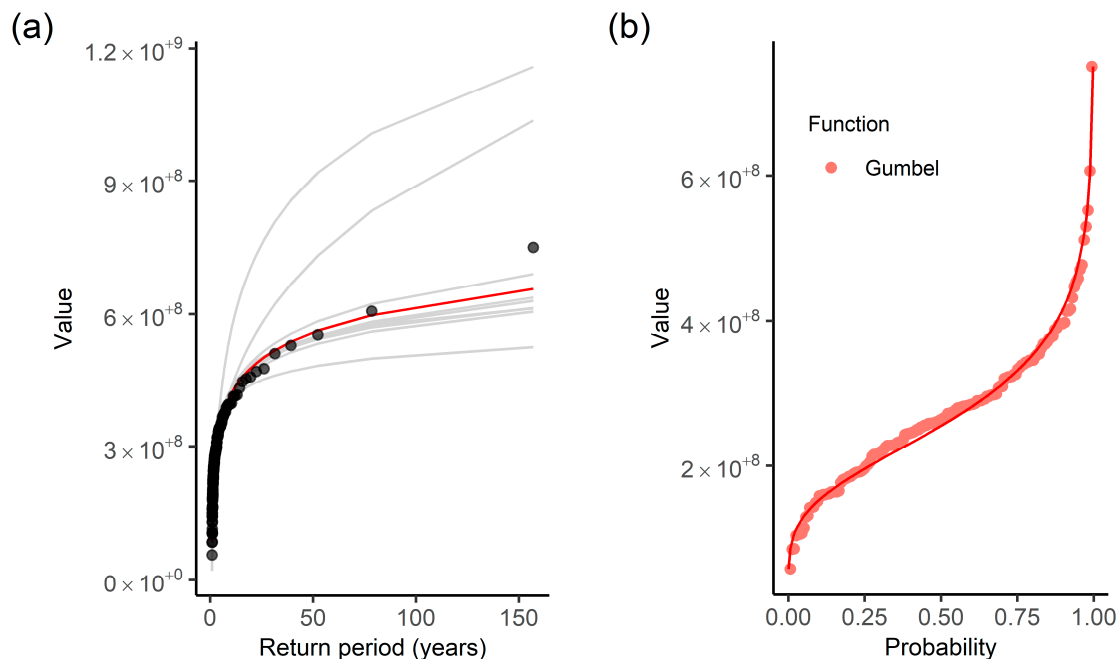 (a)
Value
1.2 × 10⁺⁹
9 × 10⁺⁸
6 × 10⁺⁸
3 × 10⁺⁸
0 × 10⁺⁰
0
50
100
150
Return period (years)
(b)
Value
6 × 10⁺⁸
4 × 10⁺⁸
2 × 10⁺⁸
Function
Gumbel
0.00
0.25
0.50
0.75
1.00
Probability